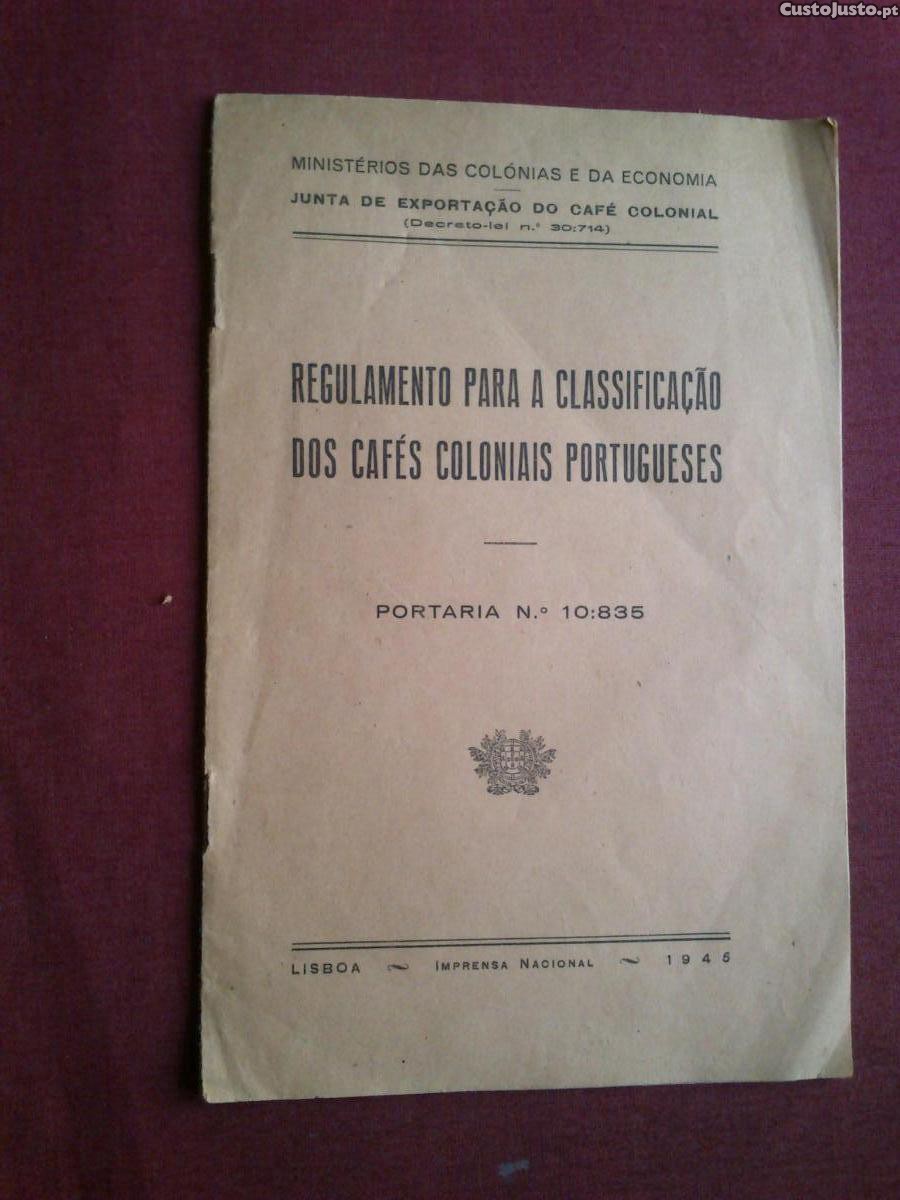 CustoJusto.pt
MINISTÉRIOS DAS COLÓNIAS E DA ECONOMIA
JUNTA DE EXPORTAÇÃO DO CAFÉ COLONIAL
(Decreto-lei n.º 30:714)
REGULAMENTO PARA A CLASSIFICAÇÃO
DOS CAFÉS COLONIAIS PORTUGUESES
PORTARIA N.º 10:835
LISBOA ~ IMPRENSA NACIONAL ~ 1945